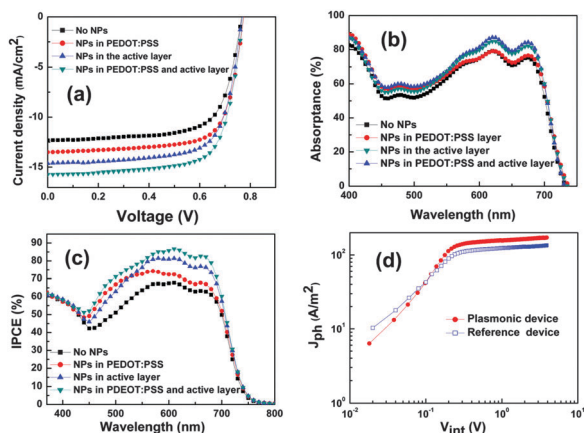 (a)
Current density (mA/cm²)
0
-5
-10
-15
No NPs
NPs in PEDOT:PSS
NPs in the active layer
NPs in PEDOT:PSS and active layer
0.0 0.2 0.4 0.6 0.8 1.0
Voltage (V)
(b)
Absorptance (%)
100
80
60
40
20
0
No NPs
NPs in PEDOT:PSS layer
NPs in the active layer
NPs in PEDOT:PSS and active layer
400 500 600 700
Wavelength (nm)
(c)
IPCE (%)
90
80
70
60
50
40
30
20
10
0
No NPs
NPs in PEDOT:PSS
NPs in active layer
NPs in PDEOT:PSS and active layer
400 500 600 700 800
Wavelength (nm)
(d)
Jph (A/m²)
10²
10¹
10⁰
Plasmonic device
Reference device
10⁻² 10⁻¹ 10⁰ 10¹
Vint (V)